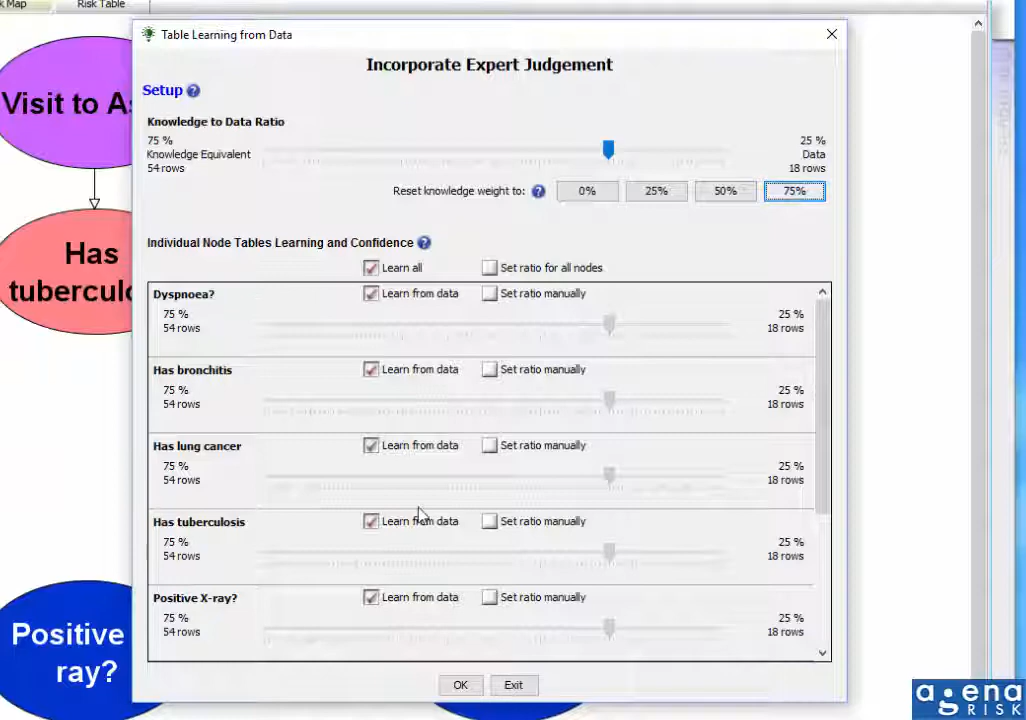 k Map
Risk Table
Table Learning from Data
Incorporate Expert Judgement
Setup
Knowledge to Data Ratio
75 %
25 %
Knowledge Equivalent
Data
54 rows
18 rows
Reset knowledge weight to:
0%
25%
50%
75%
Individual Node Tables Learning and Confidence
Learn all
Set ratio for all nodes
Dyspnoea?
Learn from data
Set ratio manually
75 %
25 %
54 rows
18 rows
Has bronchitis
Learn from data
Set ratio manually
75 %
25 %
54 rows
18 rows
Has lung cancer
Learn from data
Set ratio manually
75 %
25 %
54 rows
18 rows
Has tuberculosis
Learn from data
Set ratio manually
75 %
25 %
54 rows
18 rows
Positive X-ray?
Learn from data
Set ratio manually
75 %
25 %
54 rows
18 rows
OK
Exit
Visit to A
Has
tuberculo
Positive
ray?
agena
RISK